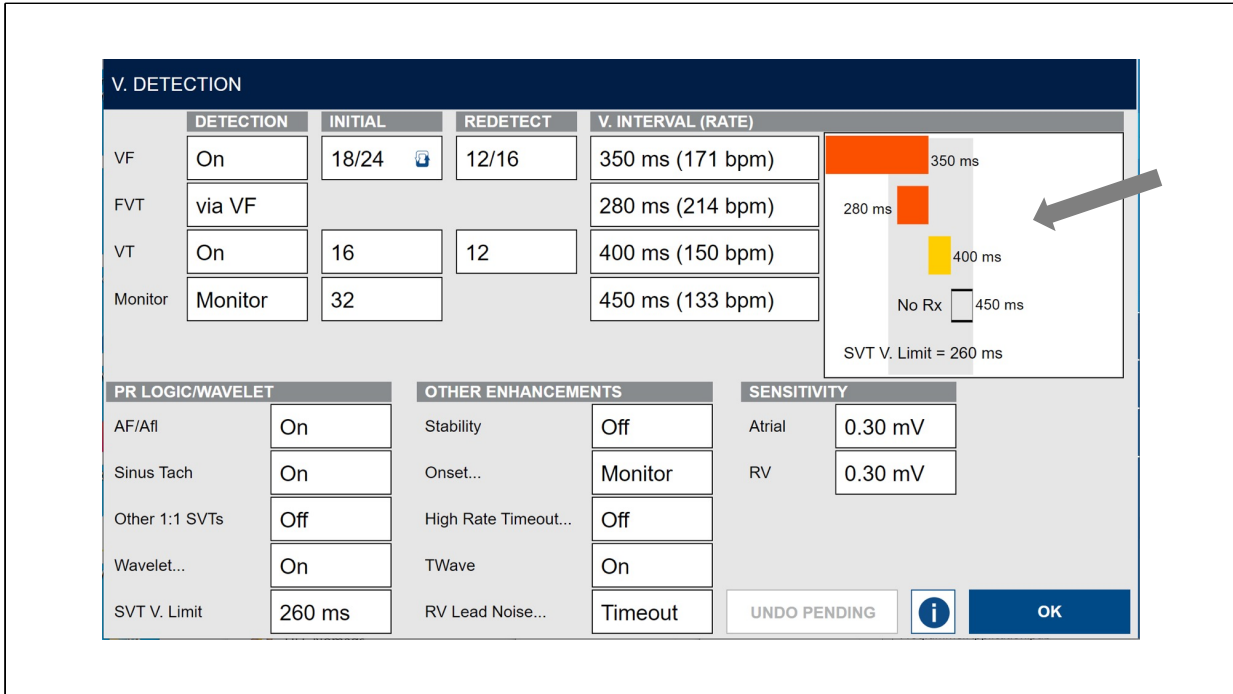 V. DETECTION
DETECTION INITIAL REDETECT V. INTERVAL (RATE)
VF On 18/24 12/16 350 ms (171 bpm)
FVT via VF 280 ms (214 bpm)
VT On 16 12 400 ms (150 bpm)
Monitor Monitor 32 450 ms (133 bpm)
350 ms
280 ms
400 ms
No Rx 450 ms
SVT V. Limit = 260 ms
PR LOGIC/WAVELET OTHER ENHANCEMENTS SENSITIVITY
AF/Afl On Stability Off Atrial 0.30 mV
Sinus Tach On Onset... Monitor RV 0.30 mV
Other 1:1 SVTs Off High Rate Timeout... Off
Wavelet... On TWave On
SVT V. Limit 260 ms RV Lead Noise... Timeout UNDO PENDING i OK